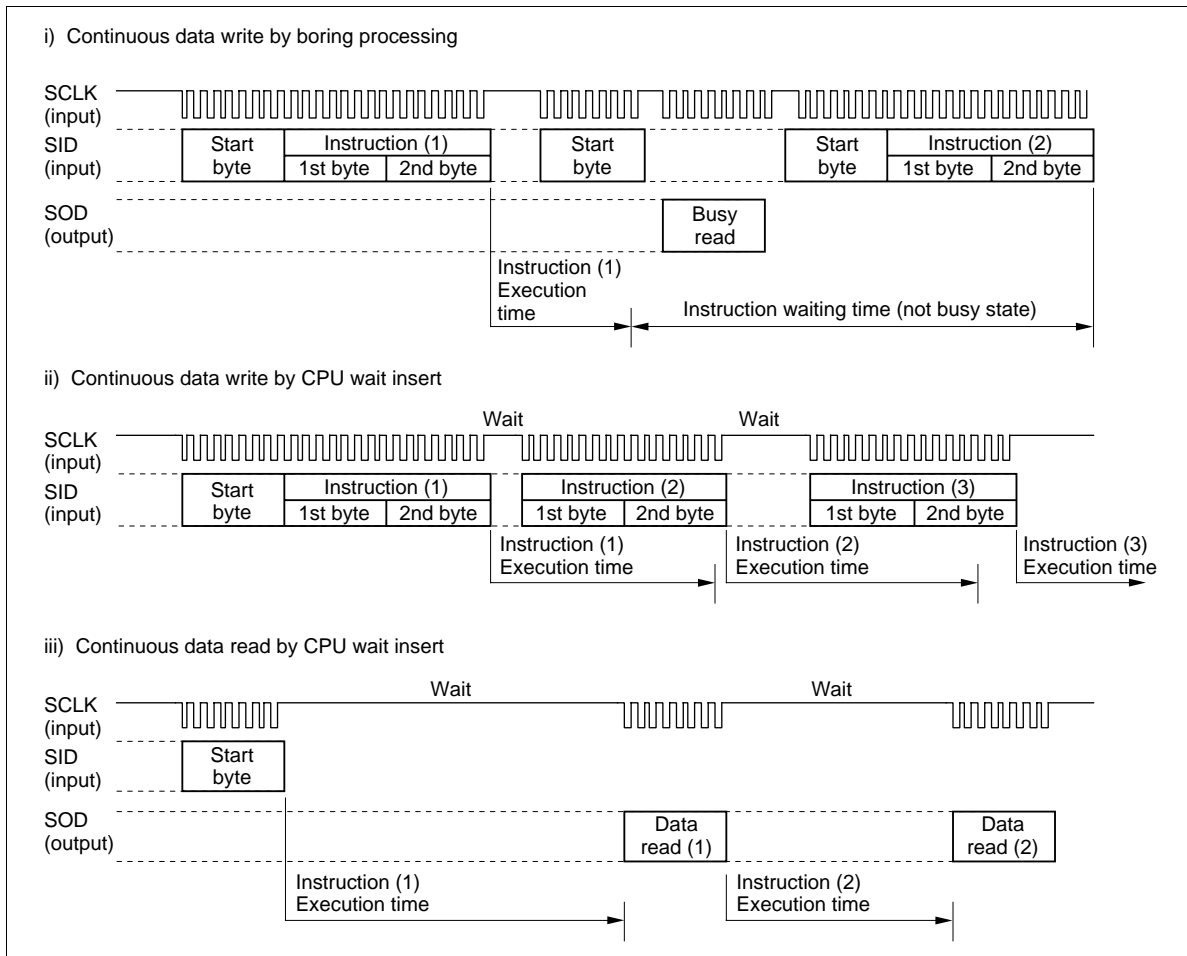 i) Continuous data write by boring processing
SCLK
(input)
SID
(input)
Start
byte
Instruction (1)
1st byte
2nd byte
Start
byte
Start
byte
Instruction (2)
1st byte
2nd byte
SOD
(output)
Busy
read
Instruction (1)
Execution
time
Instruction waiting time (not busy state)
ii) Continuous data write by CPU wait insert
Wait
Wait
SCLK
(input)
SID
(input)
Start
byte
Instruction (1)
1st byte
2nd byte
Instruction (2)
1st byte
2nd byte
Instruction (3)
1st byte
2nd byte
Instruction (1)
Execution time
Instruction (2)
Execution time
Instruction (3)
Execution time
iii) Continuous data read by CPU wait insert
Wait
Wait
SCLK
(input)
SID
(input)
Start
byte
SOD
(output)
Data
read (1)
Data
read (2)
Instruction (1)
Execution time
Instruction (2)
Execution time